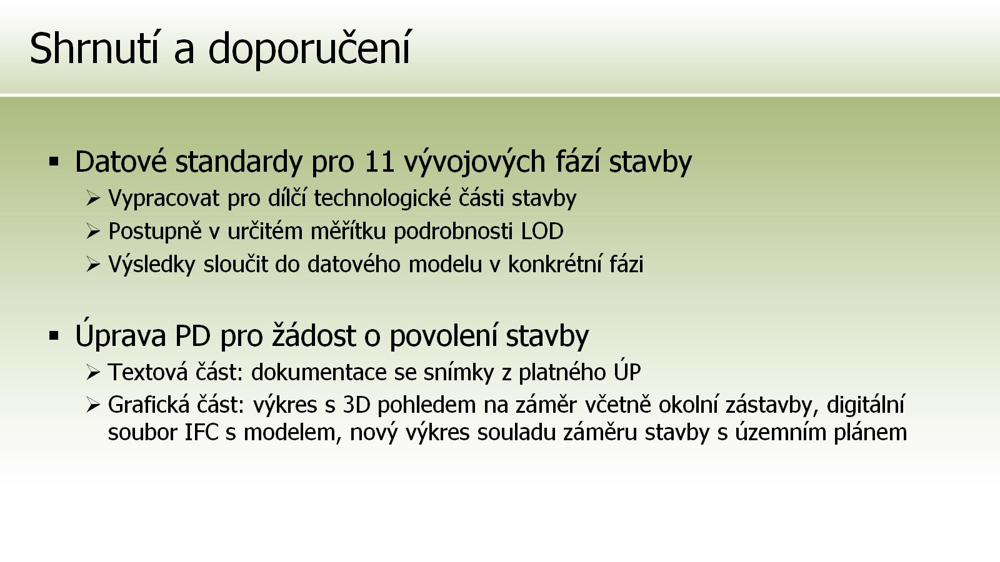 Shrnutí a doporučení
▪ Datové standardy pro 11 vývojových fází stavby
➢ Vypracovat pro dílčí technologické části stavby
➢ Postupně v určitém měřítku podrobnosti LOD
➢ Výsledky sloučit do datového modelu v konkrétní fázi
▪ Úprava PD pro žádost o povolení stavby
➢ Textová část: dokumentace se snímky z platného ÚP
➢ Grafická část: výkres s 3D pohledem na záměr včetně okolní zástavby, digitální
soubor IFC s modelem, nový výkres souladu záměru stavby s územním plánem